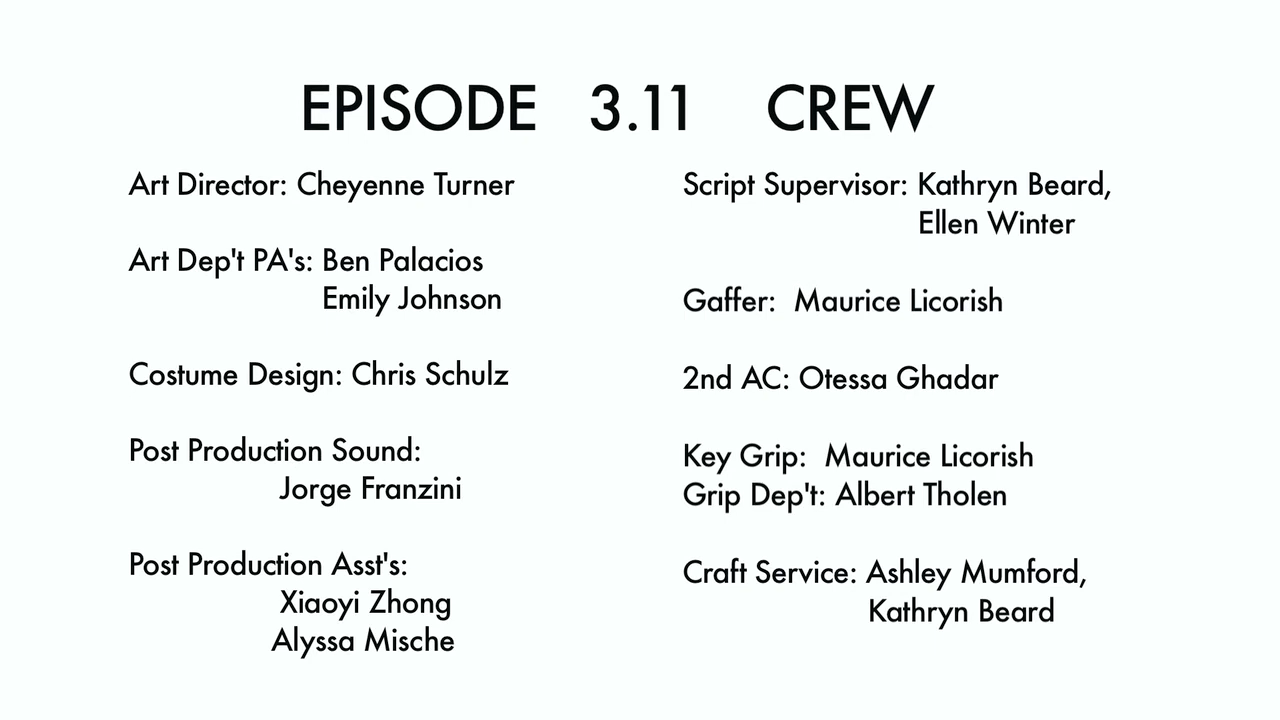 EPISODE 3.11 CREW
Art Director: Cheyenne Turner
Art Dep't PA's: Ben Palacios
Emily Johnson
Costume Design: Chris Schulz
Post Production Sound:
Jorge Franzini
Post Production Asst's:
Xiaoyi Zhong
Alyssa Mische
Script Supervisor: Kathryn Beard,
Ellen Winter
Gaffer: Maurice Licorish
2nd AC: Otessa Ghadar
Key Grip: Maurice Licorish
Grip Dep't: Albert Tholen
Craft Service: Ashley Mumford,
Kathryn Beard